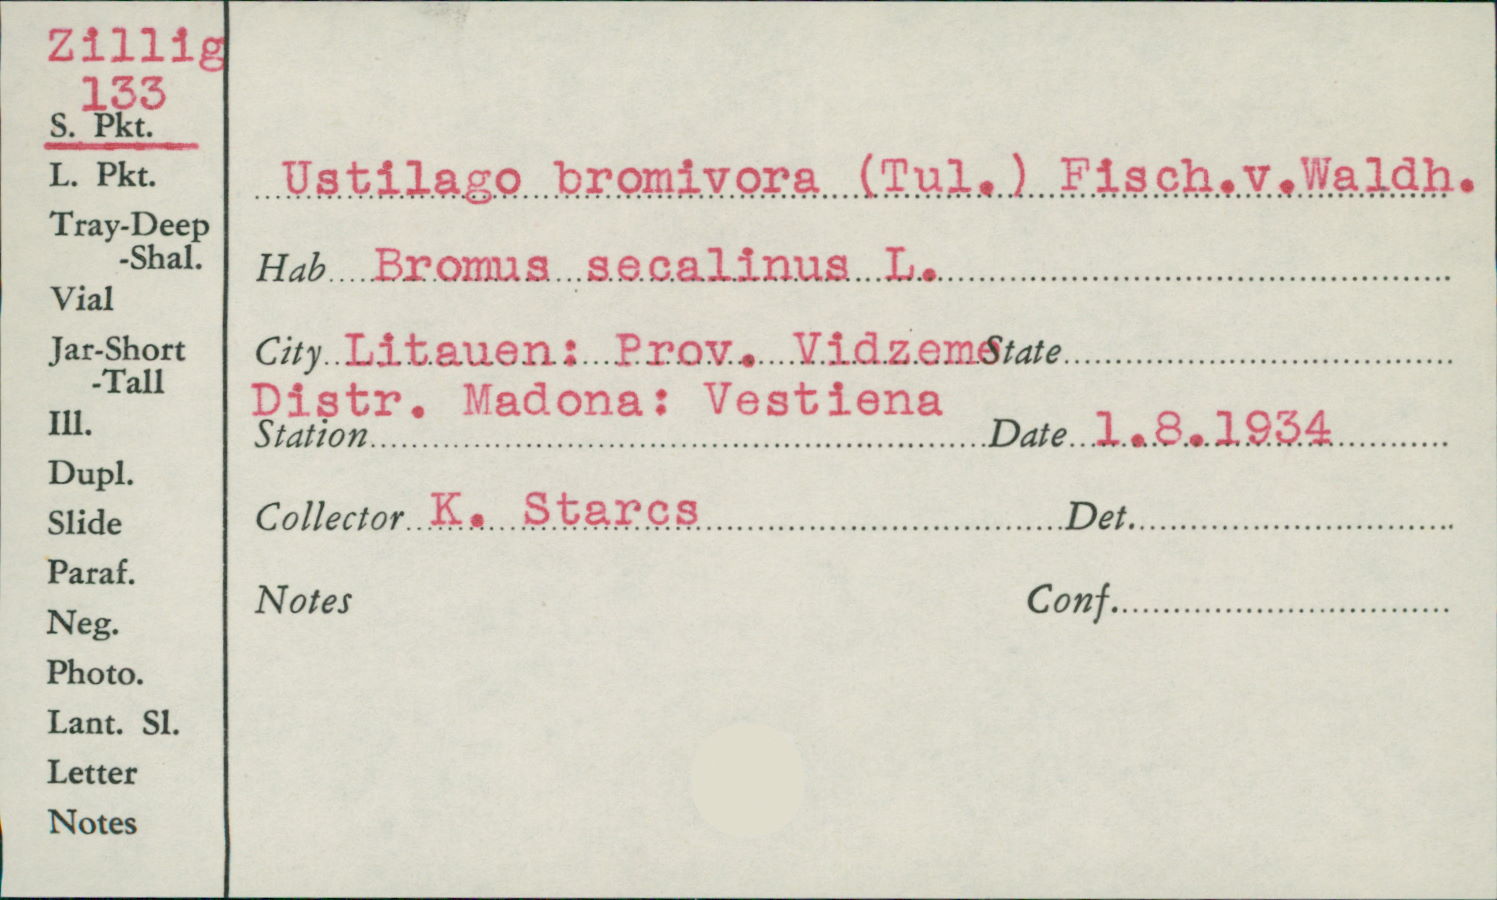 Zillig
133
S. Pkt.
L. Pkt.
Tray-Deep
-Shal.
Vial
Jar-Short
-Tall
Ill.
Dupl.
Slide
Paraf.
Neg.
Photo.
Lant. Sl.
Letter
Notes
Ustilago bromivora (Tul.) Fisch.v.Waldh.
Hab Bromus secalinus L.
City Litauen: Prov. Vidzeme State
Distr. Madona: Vestiena
Station Date 1.8.1934
Collector K. Starcs Det.
Notes Conf.